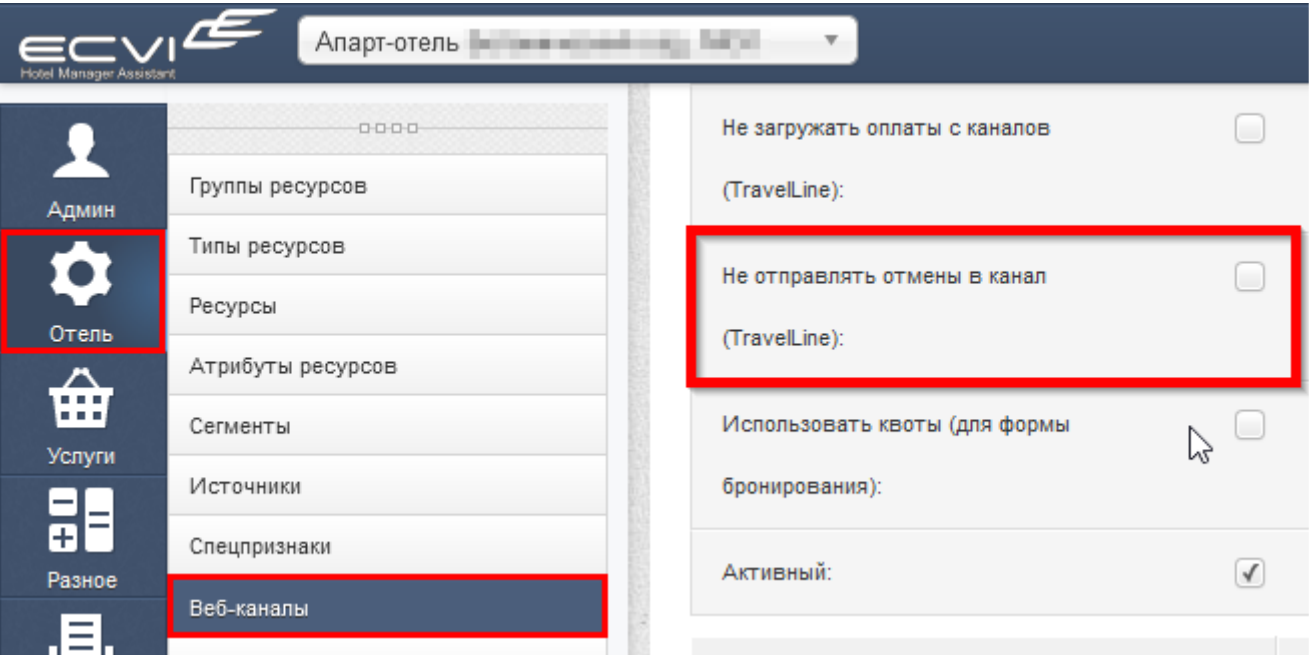 ECVI
Hotel Manager Assistant
Апарт-отель
Админ
Отель
Услуги
Разное
Группы ресурсов
Типы ресурсов
Ресурсы
Атрибуты ресурсов
Сегменты
Источники
Спецпризнаки
Веб-каналы
Не загружать оплаты с каналов
(TravelLine):
Не отправлять отмены в канал
(TravelLine):
Использовать квоты (для формы
бронирования):
Активный: